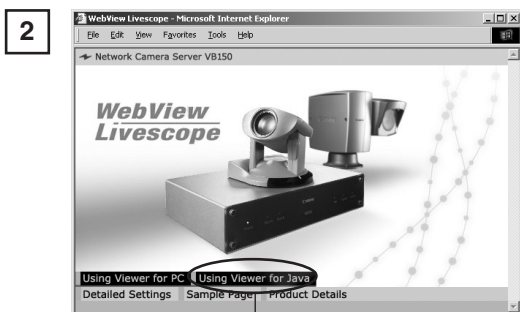 2
WebView Livescope - Microsoft Internet Explorer
File Edit View Favorites Tools Help
Network Camera Server VB150
WebView
Livescope
Using Viewer for PC Using Viewer for Java
Detailed Settings Sample Page Product Details